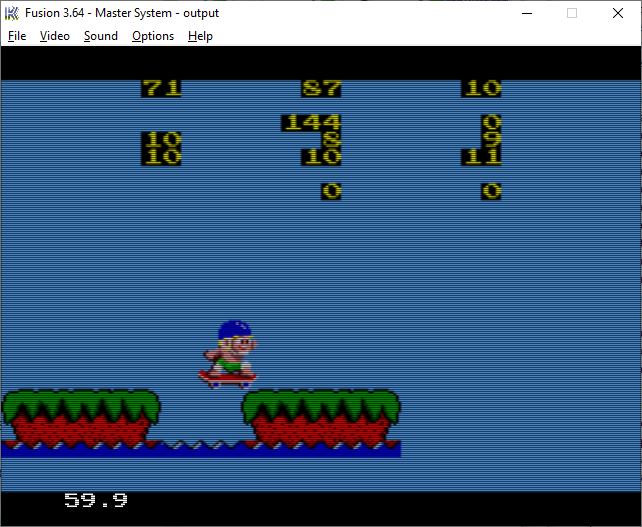 Fusion 3.64 - Master System - output
File Video Sound Options Help
71 87 10
144 0
10 8 9
10 10 11
0 0
59.9